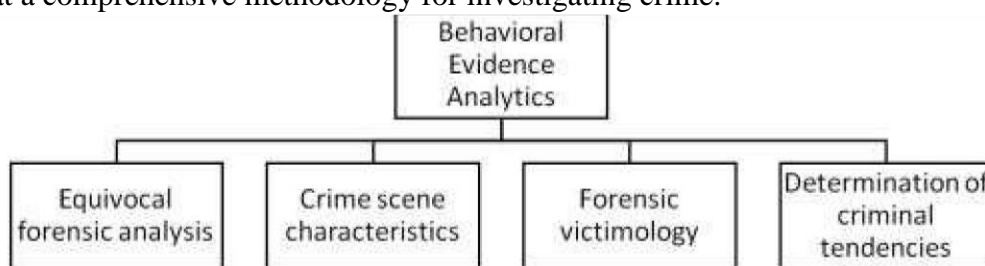 at a comprehensive methodology for investigating crime.
Behavioral
Evidence
Analytics
Equivocal
forensic analysis
Crime scene
characteristics
Forensic
victimology
Determination of
criminal
tendencies